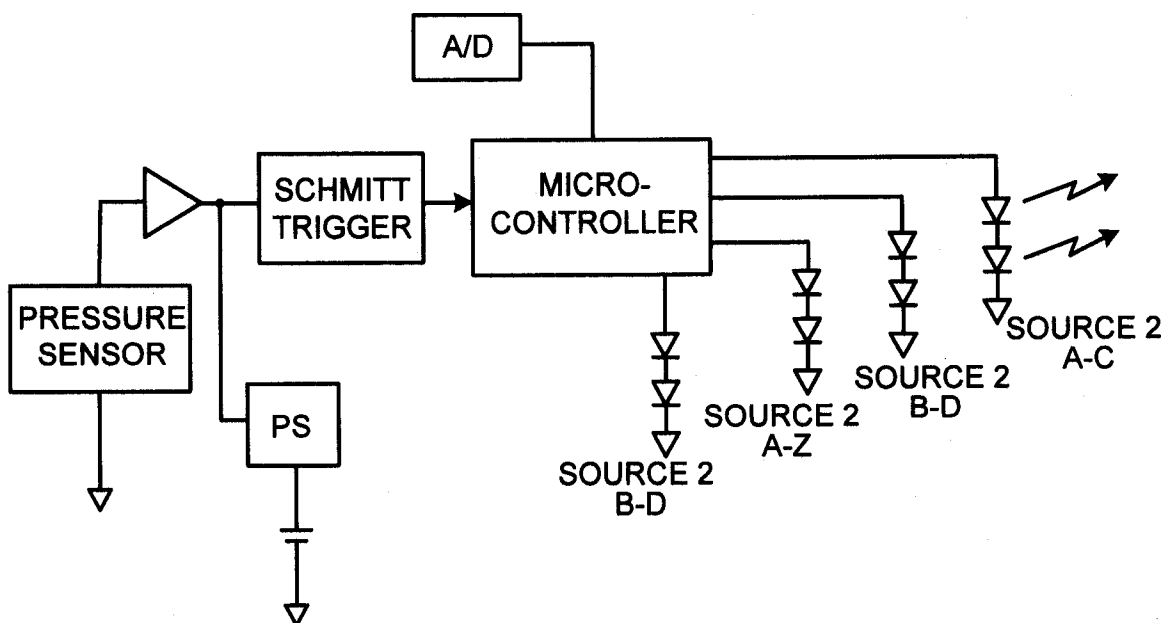 A/D
SCHMITT
TRIGGER
MICRO-
CONTROLLER
PRESSURE
SENSOR
PS
SOURCE 2
A-C
SOURCE 2
B-D
SOURCE 2
A-Z
SOURCE 2
B-D